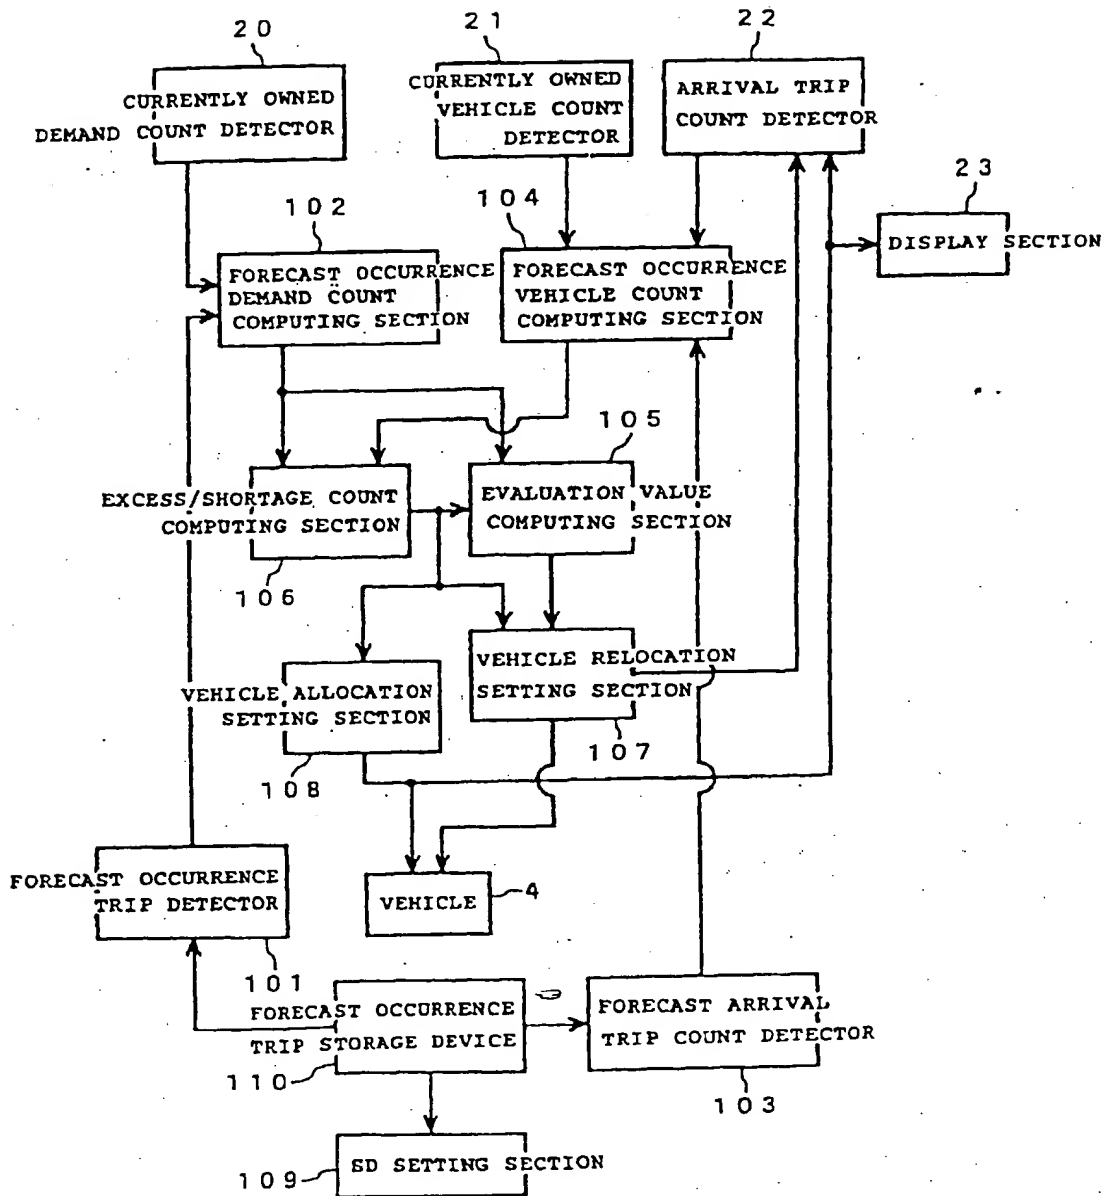 20
21
22
CURRENTLY OWNED
DEMAND COUNT DETECTOR
CURRENTLY OWNED
VEHICLE COUNT
DETECTOR
ARRIVAL TRIP
COUNT DETECTOR
23
DISPLAY SECTION
102
104
FORECAST OCCURRENCE
DEMAND COUNT
COMPUTING SECTION
FORECAST OCCURRENCE
VEHICLE COUNT
COMPUTING SECTION
105
EXCESS/SHORTAGE COUNT
COMPUTING SECTION
EVALUATION VALUE
COMPUTING SECTION
106
VEHICLE ALLOCATION
SETTING SECTION
VEHICLE RELOCATION
SETTING SECTION
108
107
FORECAST OCCURRENCE
TRIP DETECTOR
VEHICLE
4
101
FORECAST OCCURRENCE
TRIP STORAGE DEVICE
FORECAST ARRIVAL
TRIP COUNT DETECTOR
110
103
SD SETTING SECTION
109